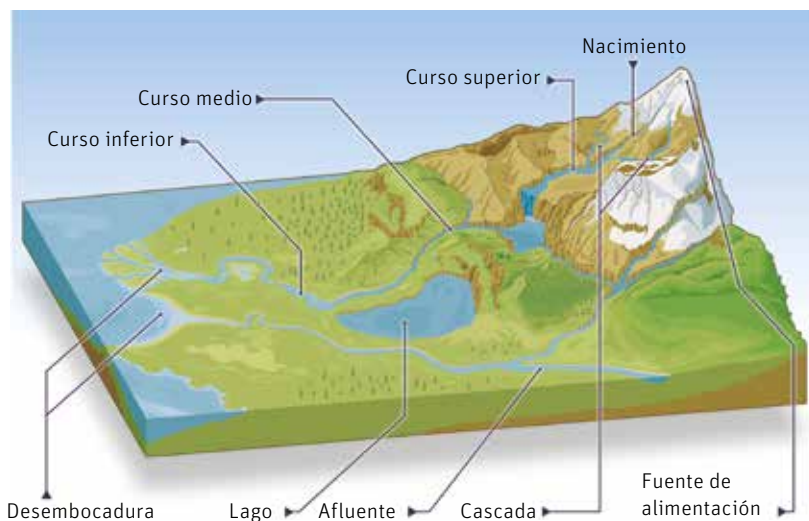 Nacimiento
Curso superior
Curso medio
Curso inferior
Desembocadura
Lago
Afluente
Cascada
Fuente de
alimentación